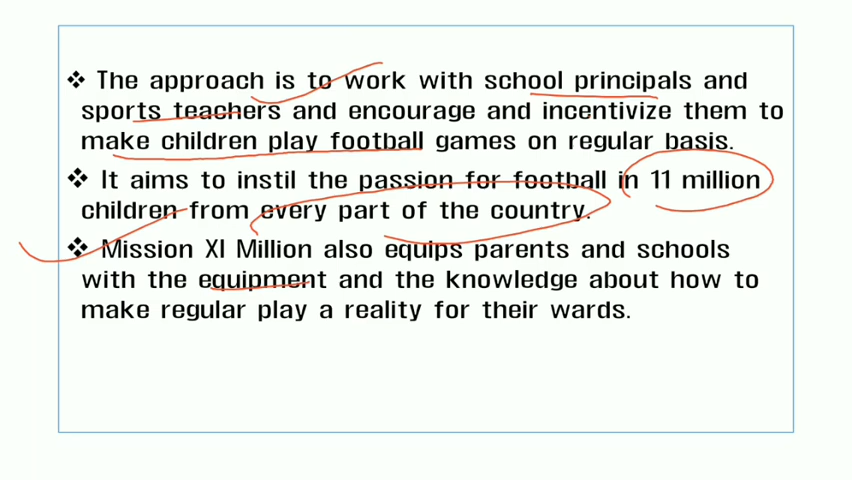 ❖ The approach is to work with school principals and
sports teachers and encourage and incentivize them to
make children play football games on regular basis.
❖ It aims to instil the passion for football in 11 million
children from every part of the country.
❖ Mission XI Million also equips parents and schools
with the equipment and the knowledge about how to
make regular play a reality for their wards.